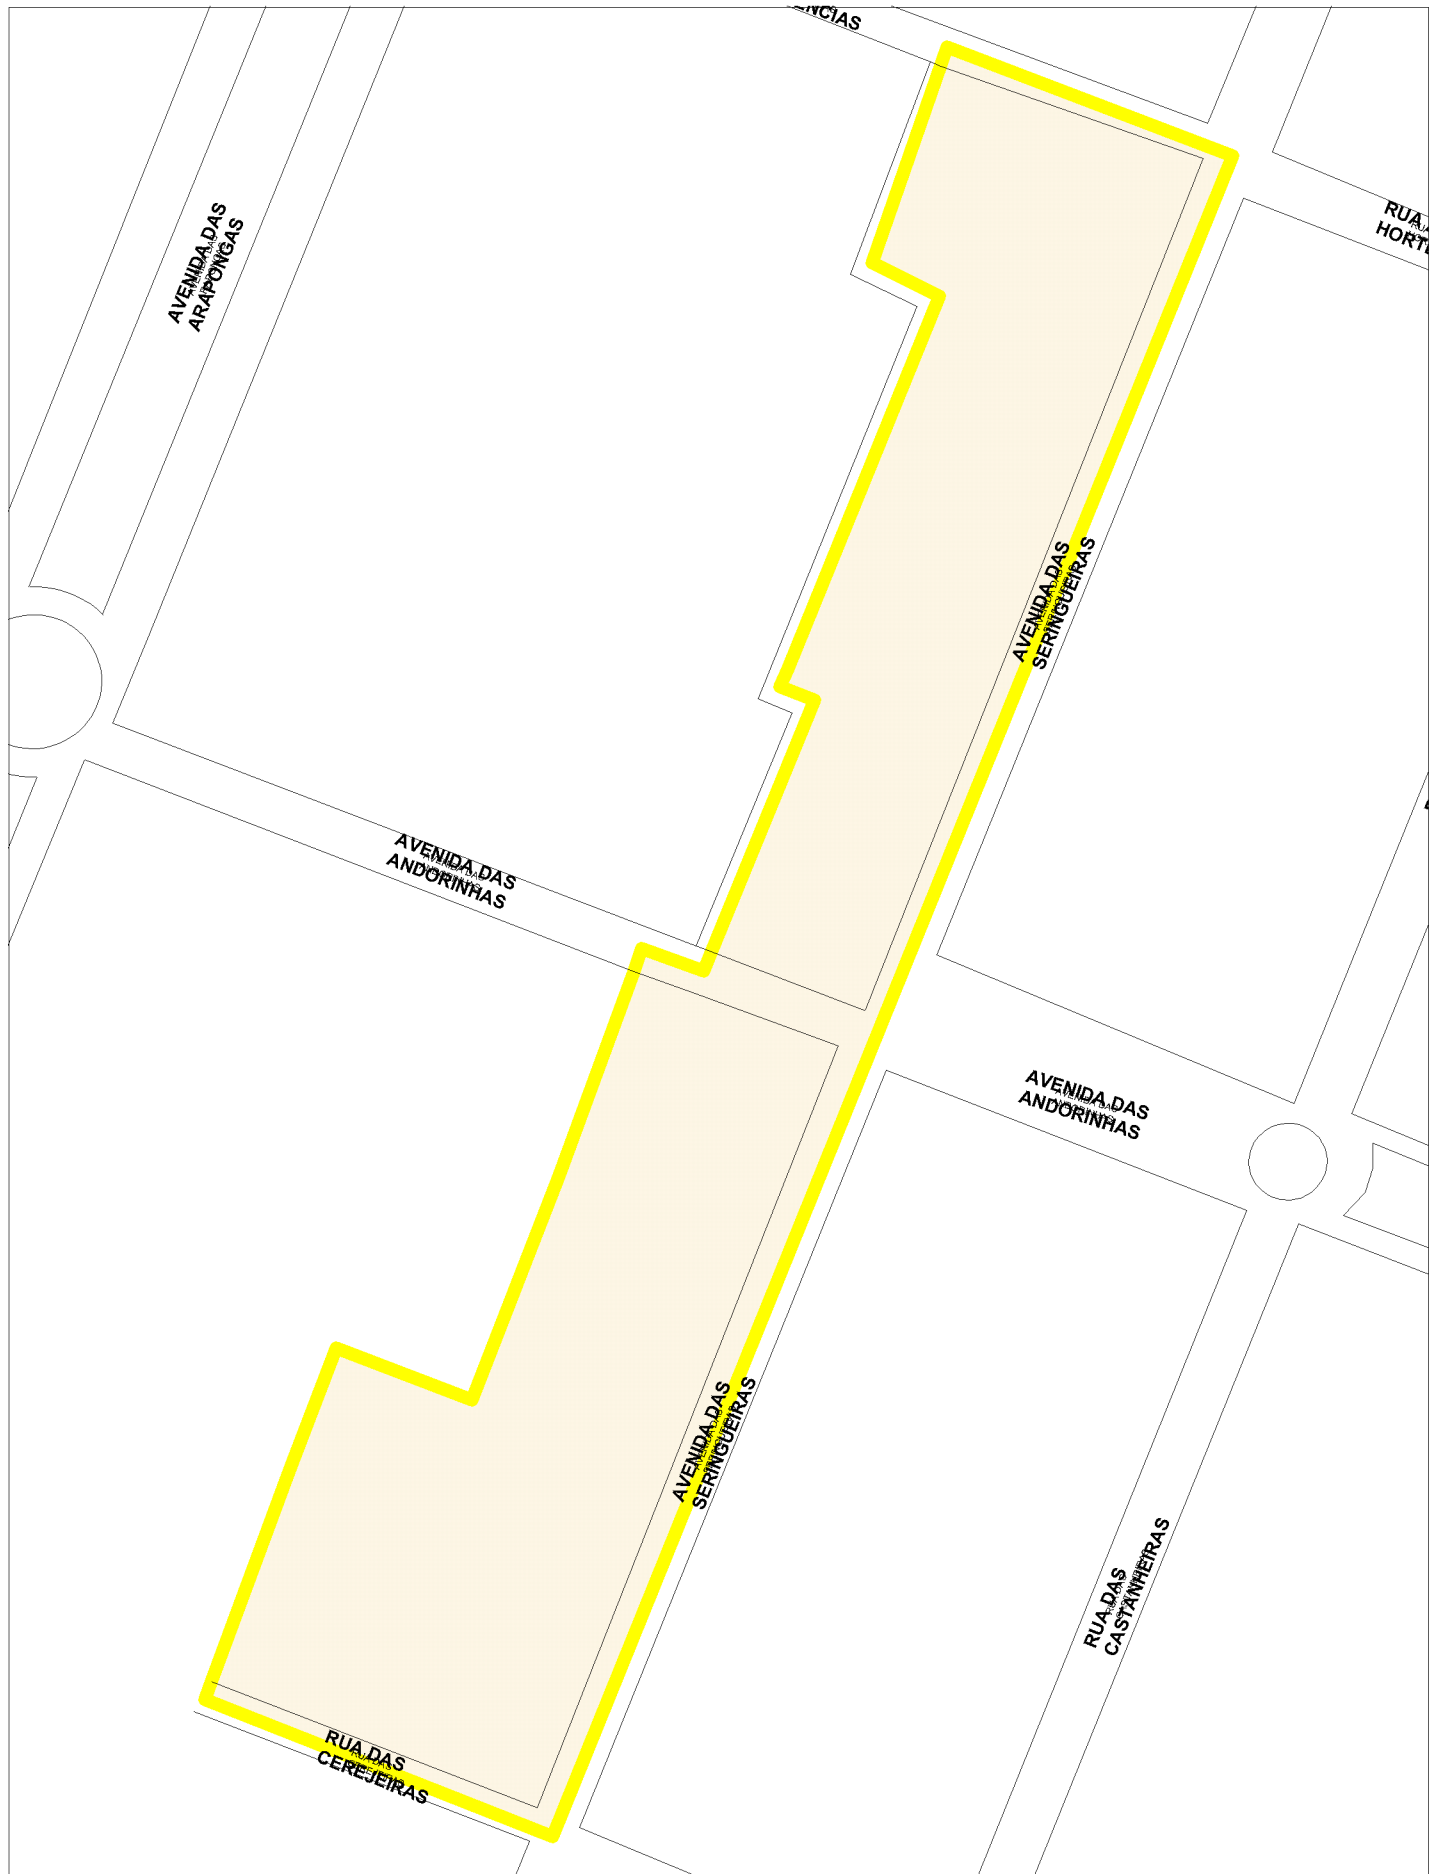 AVENIDA DAS
ARAPONGAS
AVENIDA DAS
SERINGUEIRAS
AVENIDA DAS
ANDORINHAS
AVENIDA DAS
ANDORINHAS
AVENIDA DAS
SERINGUEIRAS
RUA DAS
CASTANHEIRAS
RUA DAS
CEREJEIRAS